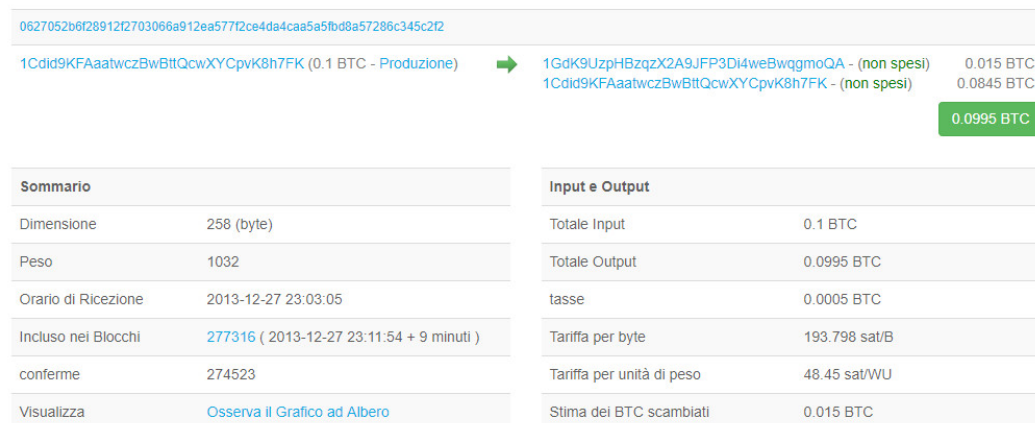 0627052b6f28912f2703066a912ea577f2ce4da4caa5a5fbd8a57286c345c2f2
1Cdid9KFAaatwczBwBttQcwXYCpvK8h7FK (0.1 BTC - Produzione)
1GdK9UzpHBzqzX2A9JFP3Di4weBwqgmoQA - (non spesi) 0.015 BTC
1Cdid9KFAaatwczBwBttQcwXYCpvK8h7FK - (non spesi) 0.0845 BTC
0.0995 BTC
Sommario
Dimensione 258 (byte)
Peso 1032
Orario di Ricezione 2013-12-27 23:03:05
Incluso nei Blocchi 277316 ( 2013-12-27 23:11:54 + 9 minuti )
conferme 274523
Visualizza Osserva il Grafico ad Albero
Input e Output
Totale Input 0.1 BTC
Totale Output 0.0995 BTC
tasse 0.0005 BTC
Tariffa per byte 193.798 sat/B
Tariffa per unità di peso 48.45 sat/WU
Stima dei BTC scambiati 0.015 BTC